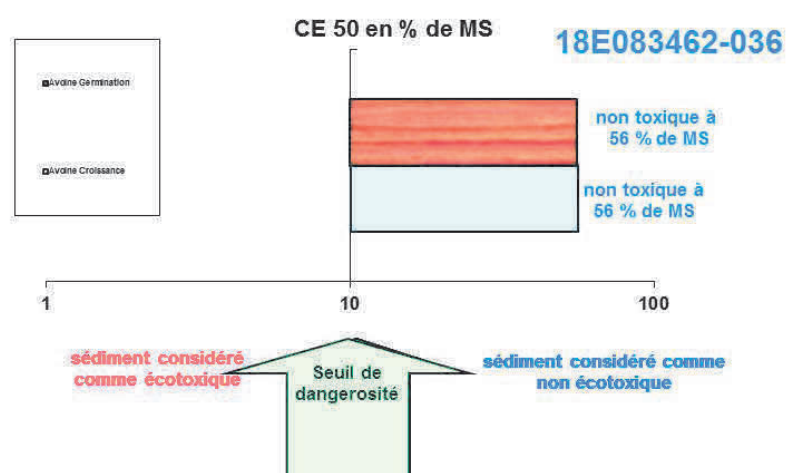 CE 50 en % de MS
18E083462-036
Avoine Germination
Avoine Croissance
non toxique à
56 % de MS
non toxique à
56 % de MS
1
10
100
sédiment considéré
comme écotoxique
Seuil de
dangerosité
sédiment considéré comme
non écotoxique